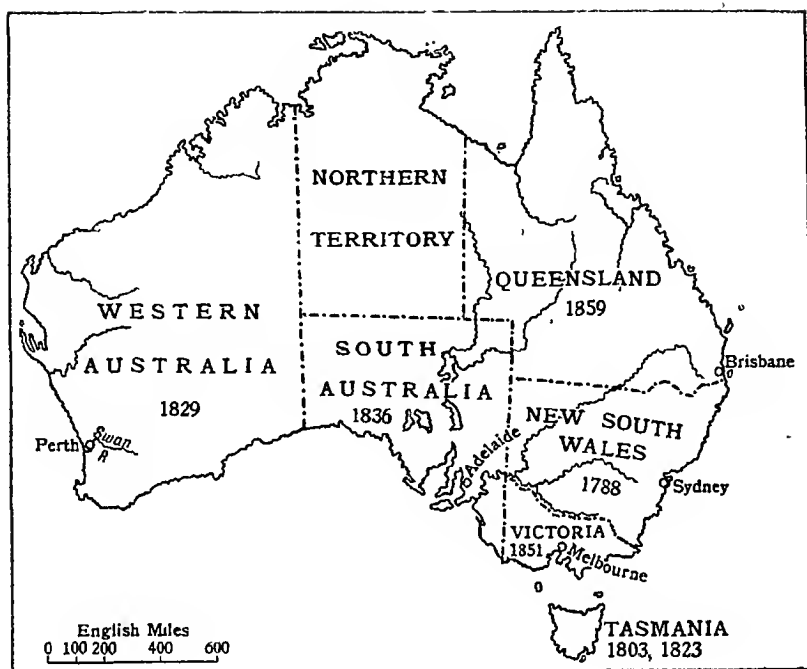 NORTHERN
TERRITORY
QUEENSLAND
1859
WESTERN
AUSTRALIA
1829
SOUTH
AUSTRALIA
1836
Brisbane
NEW SOUTH
WALES
1788
Perth
Swan
R
Adelaide
Sydney
VICTORIA
1851
Melbourne
TASMANIA
1803, 1823
English Miles
0 100 200 400 600